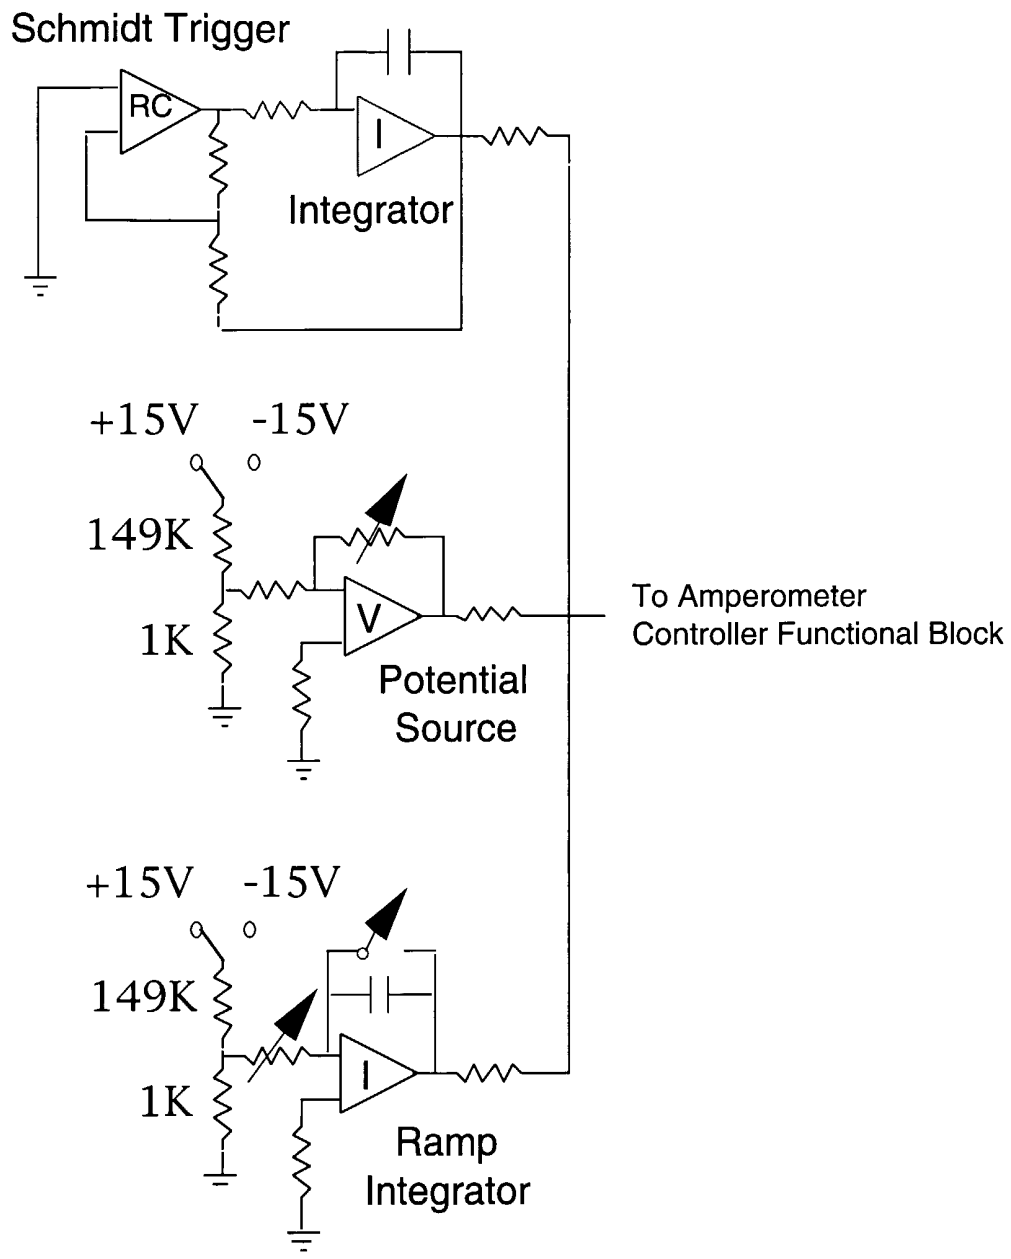 Schmidt Trigger
RC
I
Integrator
+15V -15V
149K
1K
V
Potential
Source
To Amperometer
Controller Functional Block
+15V -15V
149K
1K
I
Ramp
Integrator